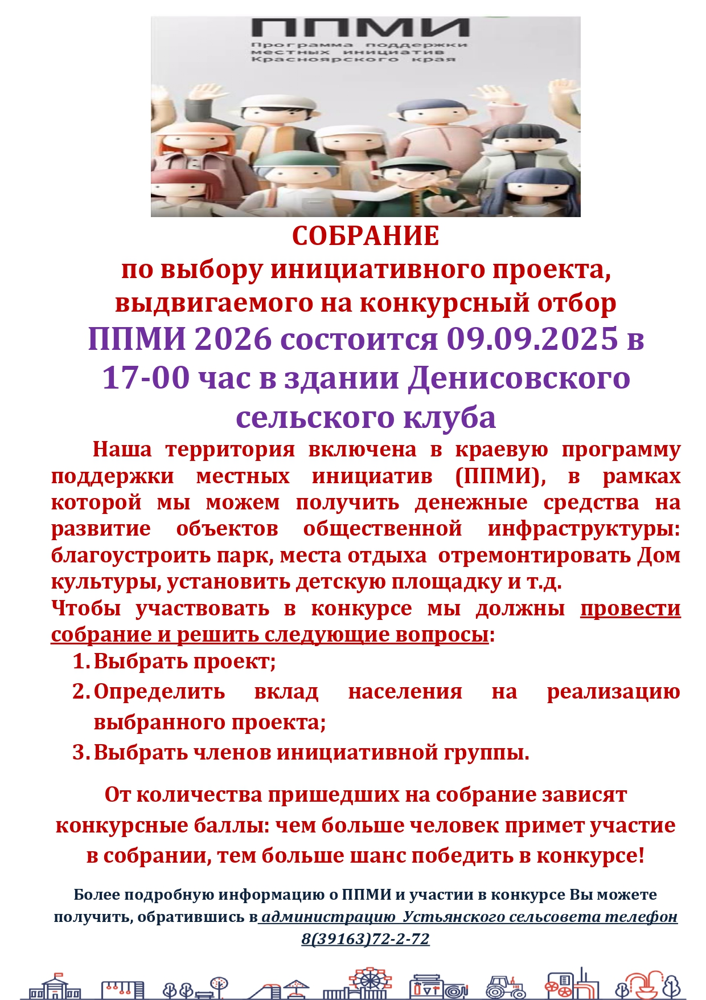 ППМИ
Программа поддержки
местных инициатив
Красноярского края
СОБРАНИЕ
по выбору инициативного проекта,
выдвигаемого на конкурсный отбор
ППМИ 2026 состоится 09.09.2025 в
17-00 час в здании Денисовского
сельского клуба
Наша территория включена в краевую программу
поддержки местных инициатив (ППМИ), в рамках
которой мы можем получить денежные средства на
развитие объектов общественной инфраструктуры:
благоустроить парк, места отдыха отремонтировать Дом
культуры, установить детскую площадку и т.д.
Чтобы участвовать в конкурсе мы должны провести
собрание и решить следующие вопросы:
1. Выбрать проект;
2. Определить вклад населения на реализацию
выбранного проекта;
3. Выбрать членов инициативной группы.
От количества пришедших на собрание зависят
конкурсные баллы: чем больше человек примет участие
в собрании, тем больше шанс победить в конкурсе!
Более подробную информацию о ППМИ и участии в конкурсе Вы можете
получить, обратившись в администрацию Устьянского сельсовета телефон
8(39163)72-2-72